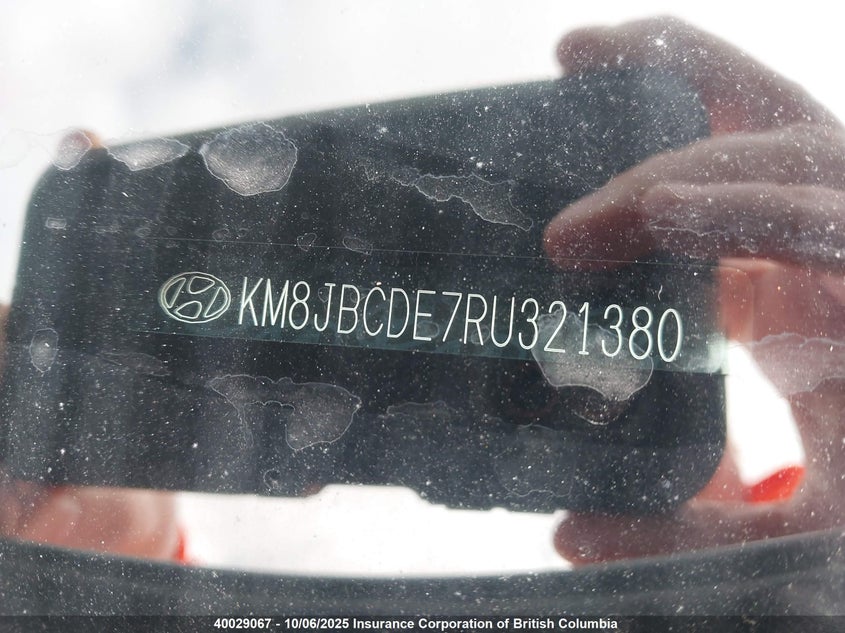 KM8JBCDE7RU321380
40029067 - 10/06/2025 Insurance Corporation of British Columbia